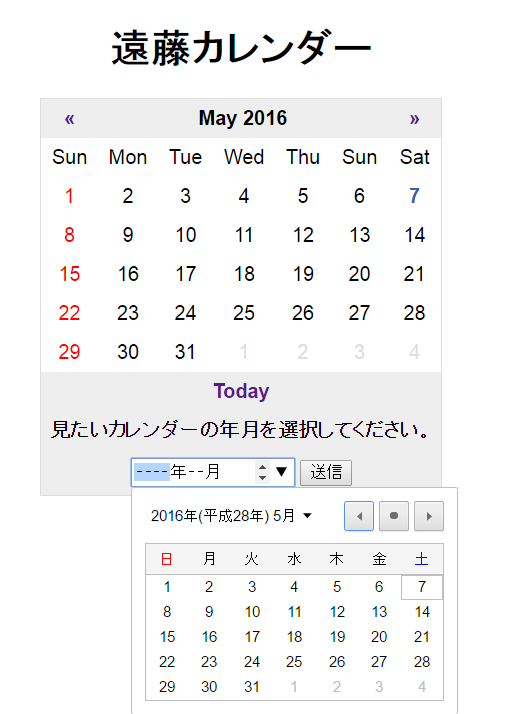 遠藤カレンダー
« May 2016 »
Sun Mon Tue Wed Thu Sun Sat
1 2 3 4 5 6 7
8 9 10 11 12 13 14
15 16 17 18 19 20 21
22 23 24 25 26 27 28
29 30 31 1 2 3 4
Today
見たいカレンダーの年月を選択してください。
----年--月 送信
2016年(平成28年) 5月
日 月 火 水 木 金 土
1 2 3 4 5 6 7
8 9 10 11 12 13 14
15 16 17 18 19 20 21
22 23 24 25 26 27 28
29 30 31 1 2 3 4